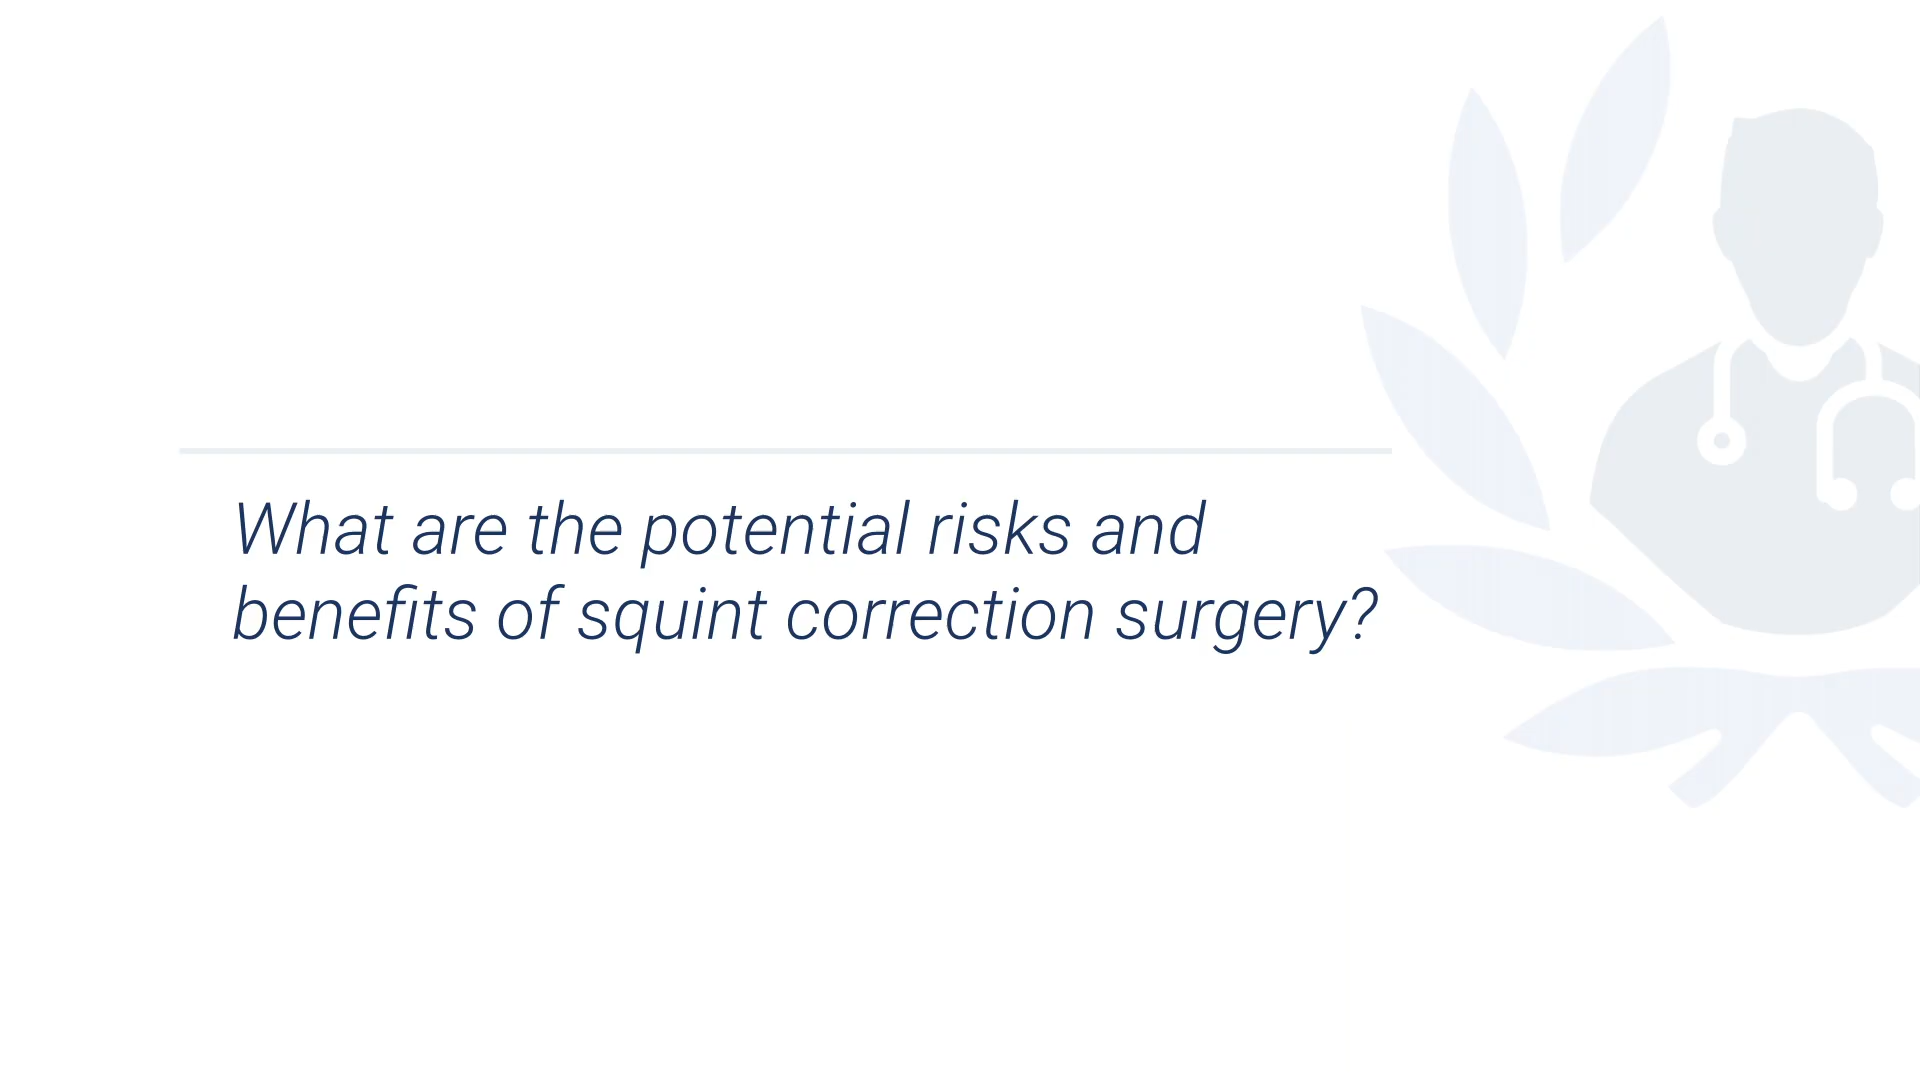 What are the potential risks and
benefits of squint correction surgery?